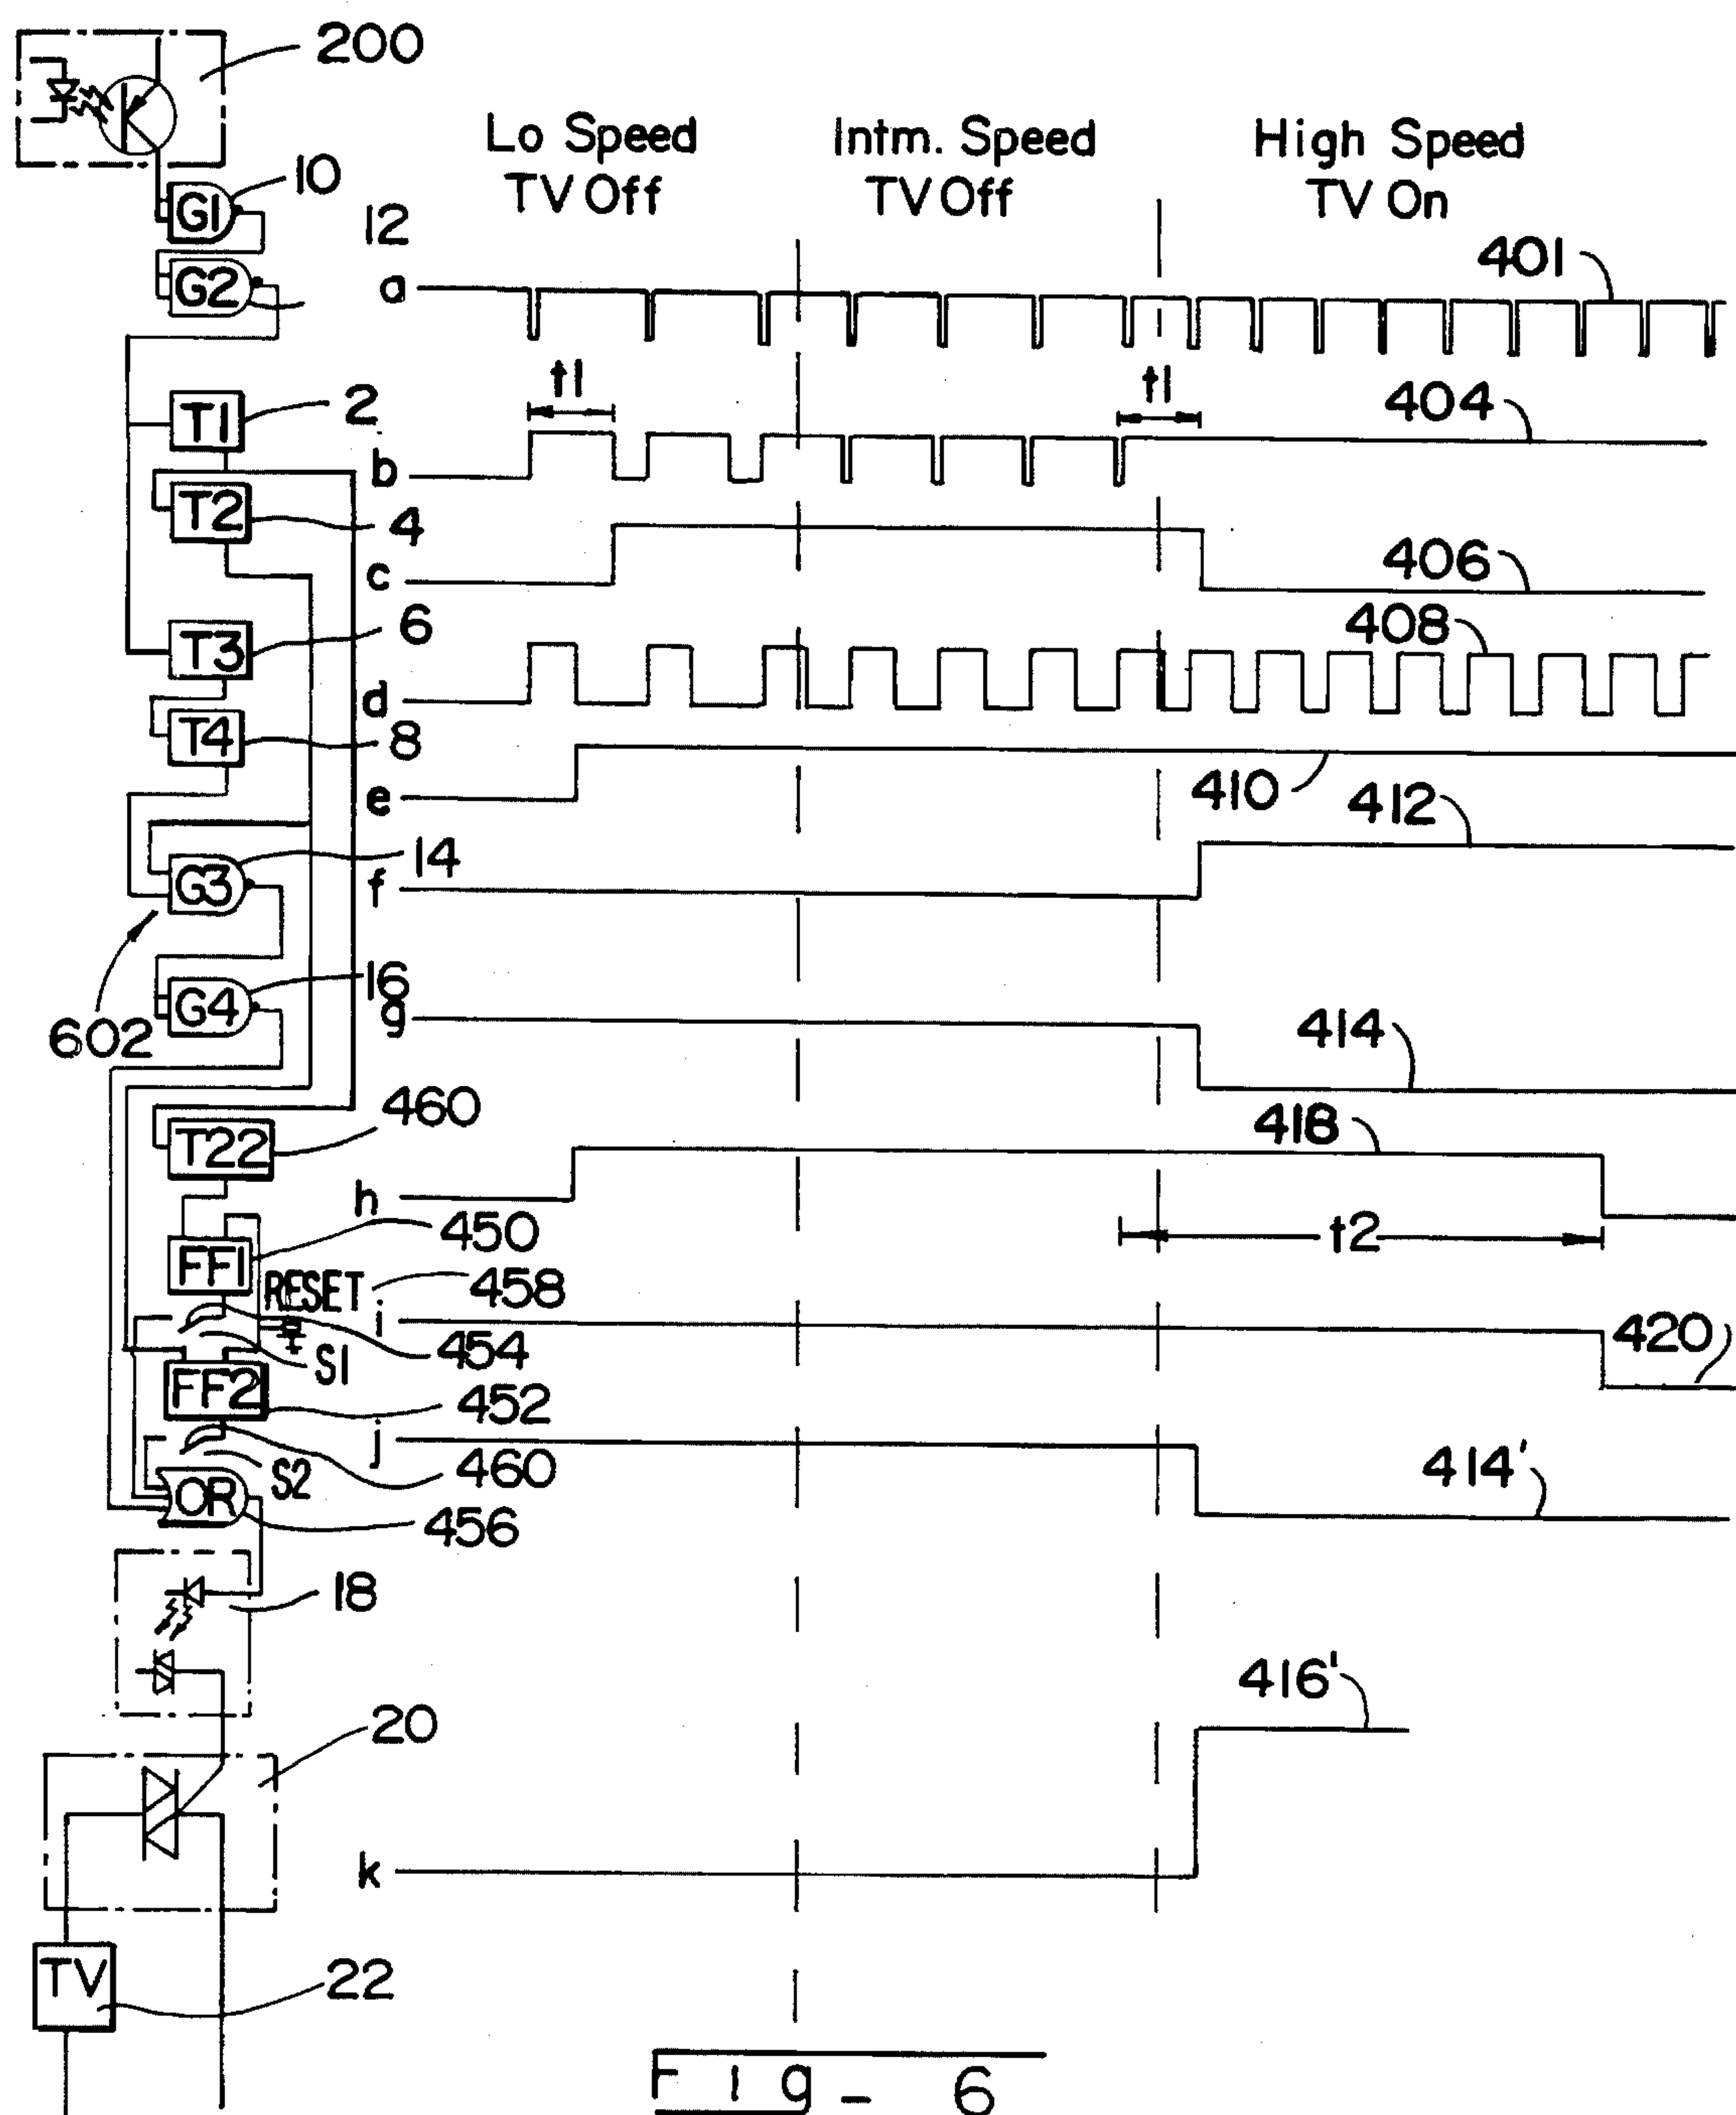 200
Lo Speed
TV Off
Intm. Speed
TV Off
High Speed
TV On
G1
10
12
G2
a
401
T1
2
t1
t1
404
b
T2
4
c
406
T3
6
408
d
T4
8
e
410
412
G3
14
f
602
G4
16
g
414
T22
460
418
h
t2
FF1
450
RESET
458
i
420
454
S1
FF2
452
j
460
S2
414'
OR
456
18
416'
20
k
TV
22
Fig_ 6